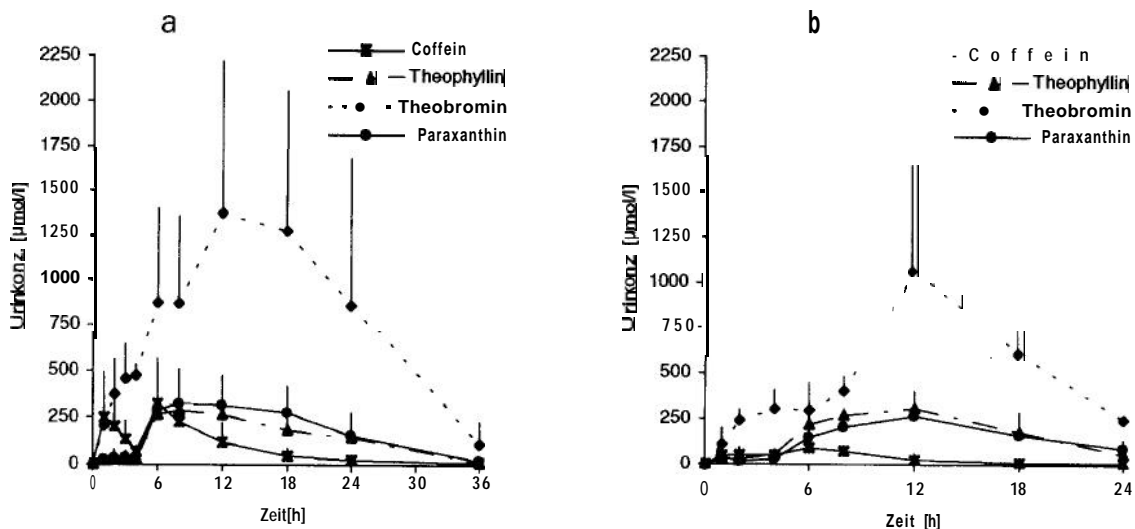 a
Coffein
Theophyllin
Theobromin
Paraxanthin
2250
2000
1750
1500
1250
1000
750
500
250
0
Urinkonz. [µmol/l]
0 6 12 18 24 30 36
Zeit[h]
b
- Coffein
Theophyllin
Theobromin
Paraxanthin
2250
2000
1750
1500
1250
1000
750-
500
250
0
Urinkonz. [µmol/l]
0 6 12 18 24
Zeit [h]